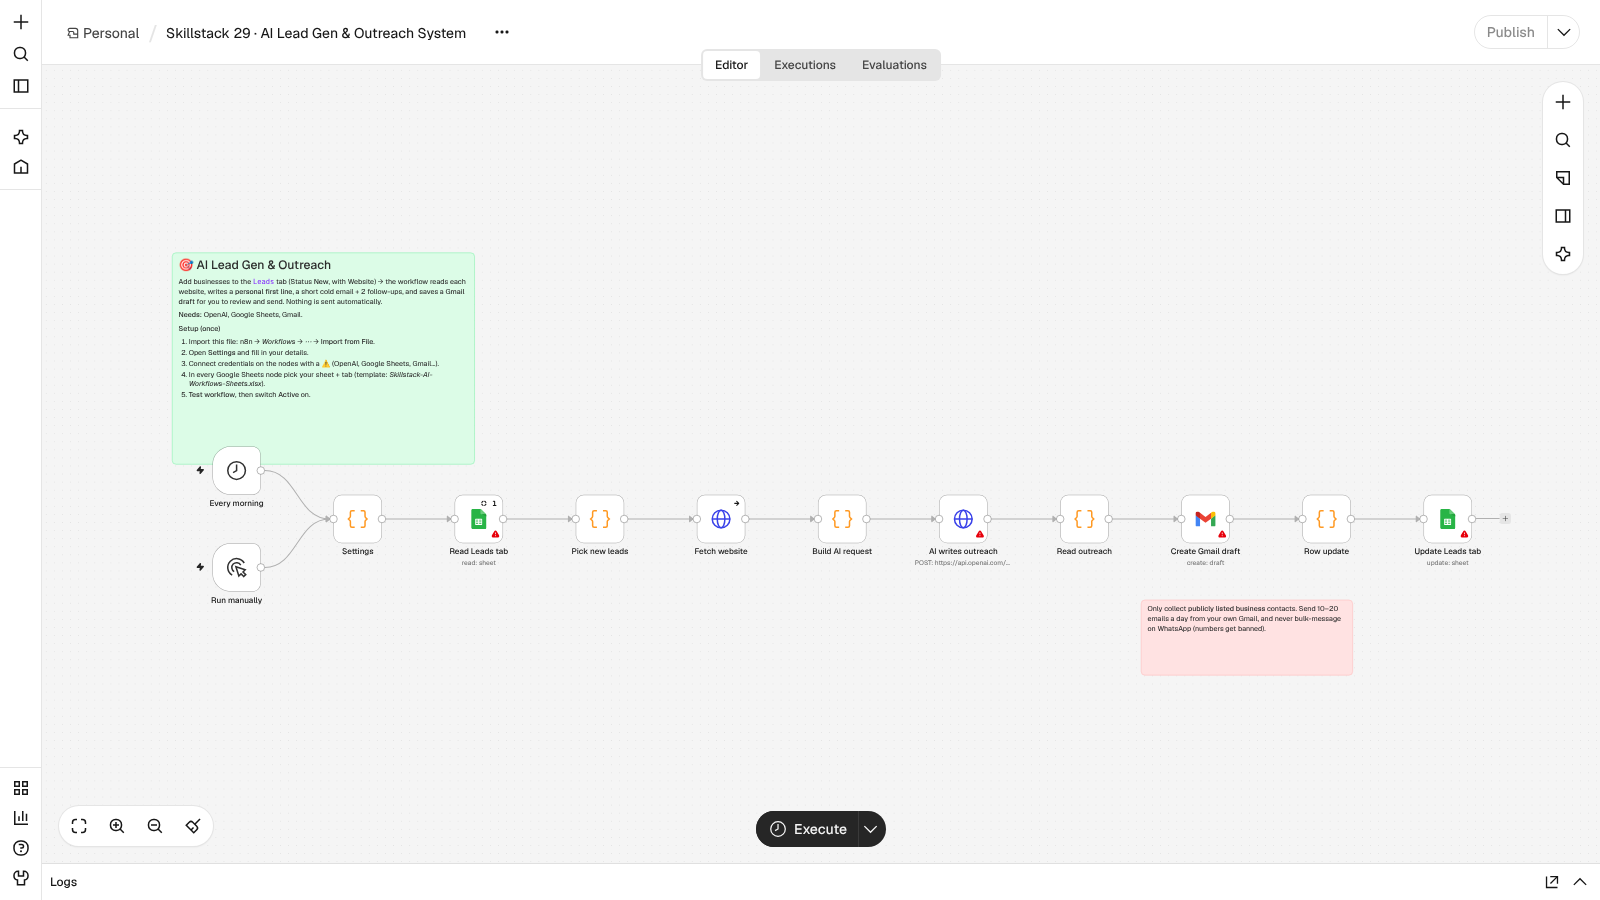 Personal / Skillstack 29 · AI Lead Gen & Outreach System
Publish
Editor Executions Evaluations
🎯 AI Lead Gen & Outreach
Add businesses to the Leads tab (Status New, with Website) → the workflow reads each
website, writes a personal first line, a short cold email + 2 follow-ups, and saves a Gmail
draft for you to review and send. Nothing is sent automatically.
Needs: OpenAI, Google Sheets, Gmail.
Setup (once)
1. Import this file: n8n → Workflows → ⋯ → Import from File.
2. Open Settings and fill in your details.
3. Connect credentials on the nodes with a ⚠️ (OpenAI, Google Sheets, Gmail…).
4. In every Google Sheets node pick your sheet + tab (template: Skillstack-AI-
Workflows-Sheets.xlsx).
5. Test workflow, then switch Active on.
Every morning
Run manually
Settings
1
Read Leads tab
read: sheet
Pick new leads
Fetch website
Build AI request
AI writes outreach
POST: https://api.openai.com/...
Read outreach
Create Gmail draft
create: draft
Row update
Update Leads tab
update: sheet
Only collect publicly listed business contacts. Send 10–20
emails a day from your own Gmail, and never bulk-message
on WhatsApp (numbers get banned).
Execute
Logs